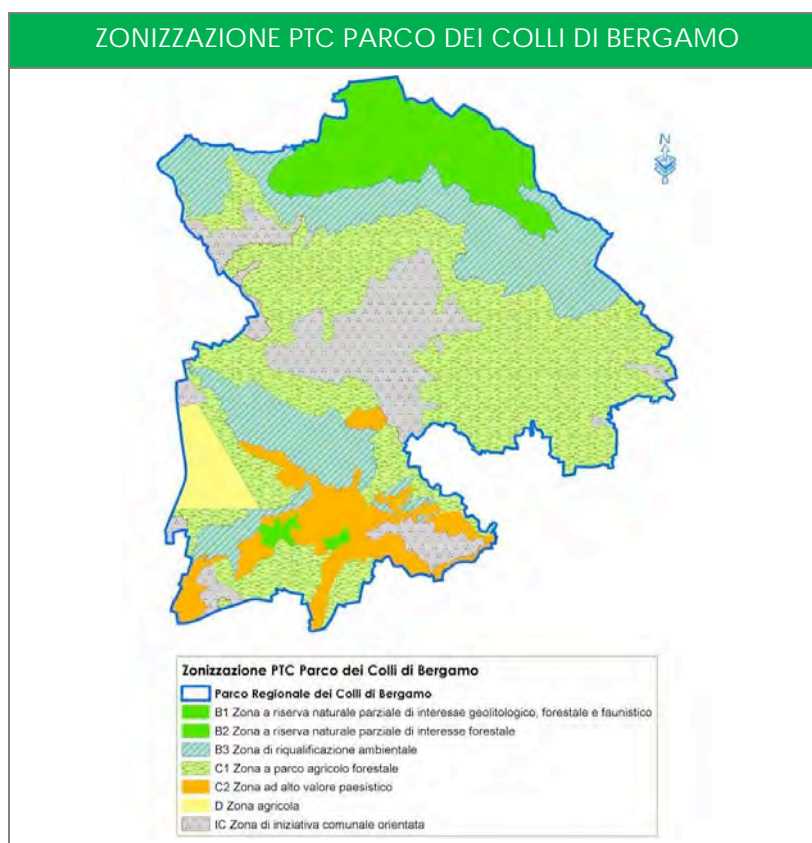 ZONIZZAZIONE PTC PARCO DEI COLLI DI BERGAMO
N
Zonizzazione PTC Parco dei Colli di Bergamo
Parco Regionale dei Colli di Bergamo
B1 Zona a riserva naturale parziale di interesse geolitologico, forestale e faunistico
B2 Zona a riserva naturale parziale di interesse forestale
B3 Zona di riqualificazione ambientale
C1 Zona a parco agricolo forestale
C2 Zona ad alto valore paesistico
D Zona agricola
IC Zona di iniziativa comunale orientata